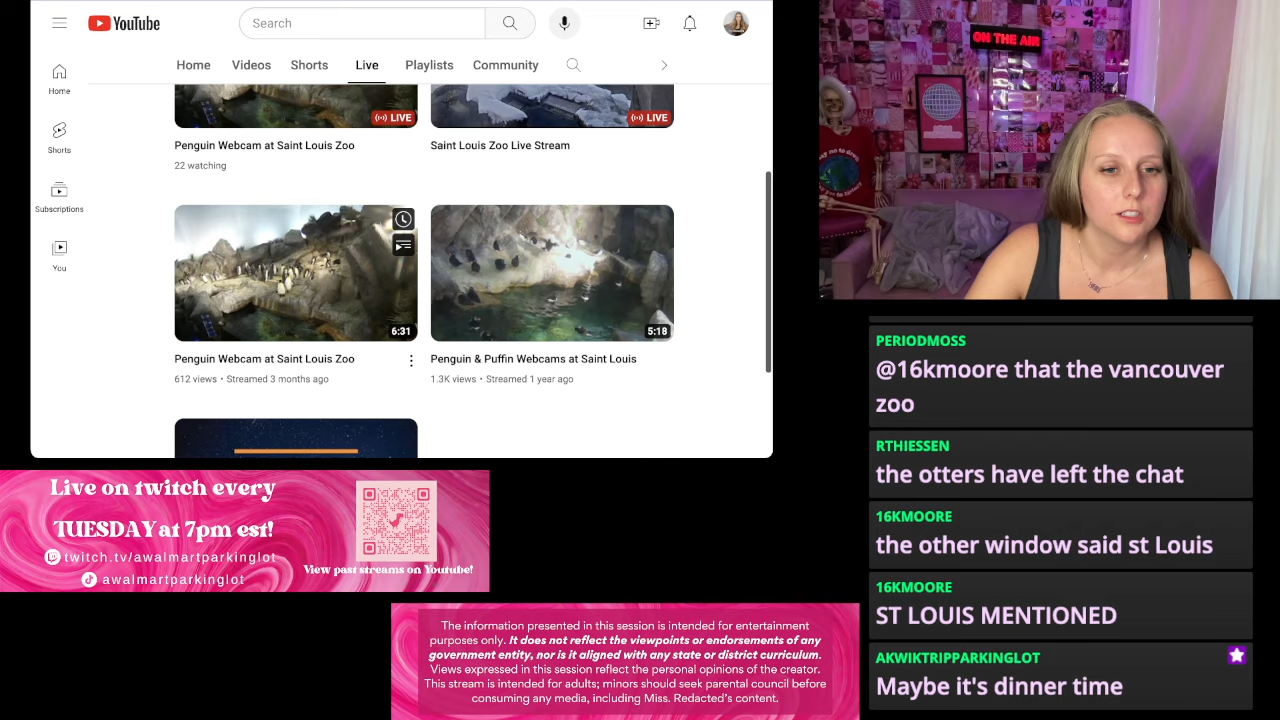 YouTube
Search
Home
Videos
Shorts
Live
Playlists
Community
Home
Shorts
Subscriptions
You
LIVE
LIVE
Penguin Webcam at Saint Louis Zoo
22 watching
Saint Louis Zoo Live Stream
6:31
5:18
Penguin Webcam at Saint Louis Zoo
612 views • Streamed 3 months ago
Penguin & Puffin Webcams at Saint Louis
1.3K views • Streamed 1 year ago
ON THE AIR
PERIODMOSS
@16kmoore that the vancouver
zoo
RTHIESSEN
the otters have left the chat
16KMOORE
the other window said st Louis
16KMOORE
ST LOUIS MENTIONED
AKWIKTRIPPARKINGLOT
Maybe it's dinner time
Live on twitch every
TUESDAY at 7pm est!
twitch.tv/awalmartparkinglot
awalmartparkinglot
View past streams on Youtube!
The information presented in this session is intended for entertainment
purposes only. It does not reflect the viewpoints or endorsements of any
government entity, nor is it aligned with any state or district curriculum.
Views expressed in this session reflect the personal opinions of the creator.
This stream is intended for adults; minors should seek parental council before
consuming any media, including Miss. Redacted's content.